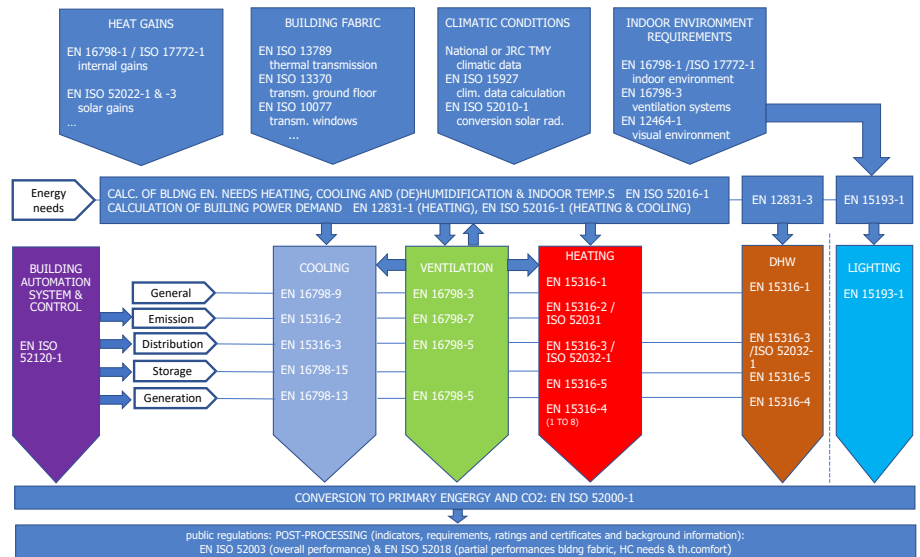 HEAT GAINS
EN 16798-1 / ISO 17772-1
internal gains
EN ISO 52022-1 & -3
solar gains
...
BUILDING FABRIC
EN ISO 13789
thermal transmission
EN ISO 13370
transm. ground floor
EN ISO 10077
transm. windows
...
CLIMATIC CONDITIONS
National or JRC TMY
climatic data
EN ISO 15927
clim. data calculation
EN ISO 52010-1
conversion solar rad.
INDOOR ENVIRONMENT
REQUIREMENTS
EN 16798-1 /ISO 17772-1
indoor environment
EN 16798-3
ventilation systems
EN 12464-1
visual environment
Energy
needs
CALC. OF BLDNG EN. NEEDS HEATING, COOLING AND (DE)HUMIDIFICATION & INDOOR TEMP.S EN ISO 52016-1
CALCULATION OF BUILING POWER DEMAND EN 12831-1 (HEATING), EN ISO 52016-1 (HEATING & COOLING)
EN 12831-3
EN 15193-1
BUILDING
AUTOMATION
SYSTEM &
CONTROL
EN ISO
52120-1
General
Emission
Distribution
Storage
Generation
COOLING
EN 16798-9
EN 15316-2
EN 15316-3
EN 16798-15
EN 16798-13
VENTILATION
EN 16798-3
EN 16798-7
EN 16798-5
EN 16798-5
HEATING
EN 15316-1
EN 15316-2 /
ISO 52031
EN 15316-3 /
ISO 52032-1
EN 15316-5
EN 15316-4
(1 TO 8)
DHW
EN 15316-1
EN 15316-3
/ISO 52032-
1
EN 15316-5
EN 15316-4
LIGHTING
EN 15193-1
CONVERSION TO PRIMARY ENGERGY AND CO2: EN ISO 52000-1
public regulations: POST-PROCESSING (indicators, requirements, ratings and certificates and background information):
EN ISO 52003 (overall performance) & EN ISO 52018 (partial performances bldng fabric, HC needs & th.comfort)